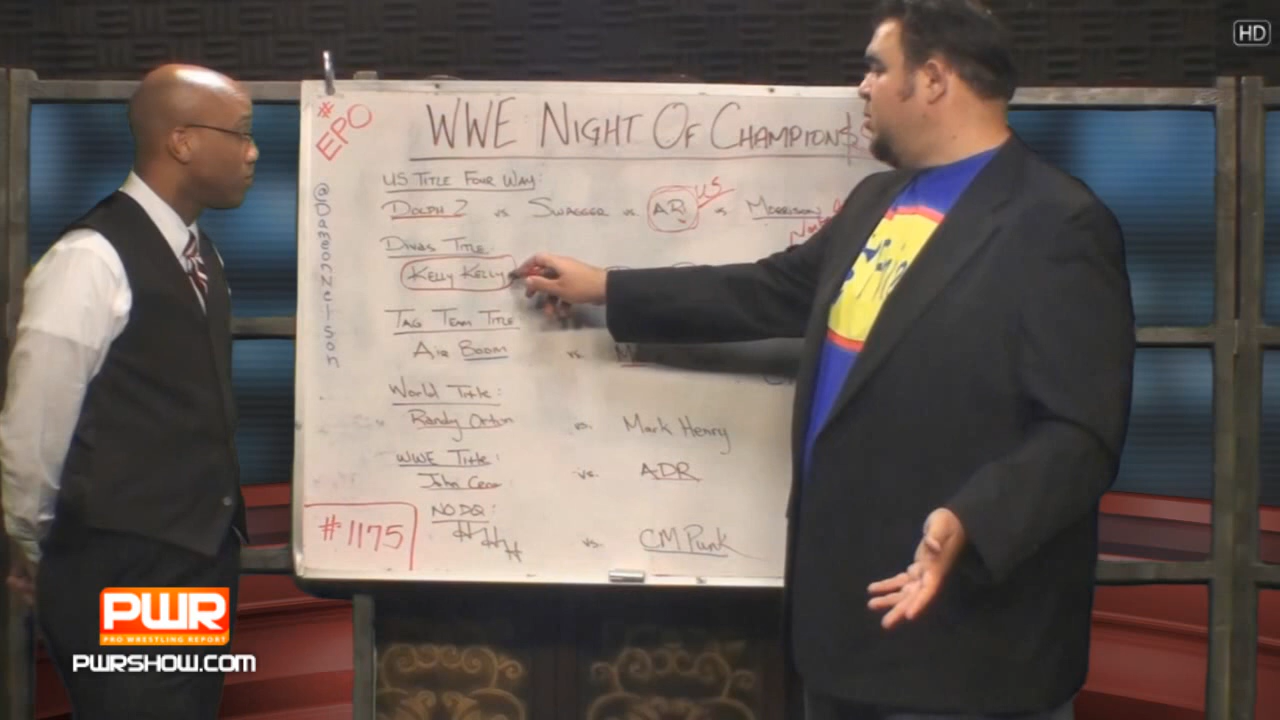 HD
# EPO
WWE NIGHT OF CHAMPION$
@DameonNelson
US TITLE FOUR WAY:
DOLPH Z vs. SWAGGER vs. A.Ri vs. MORRISON
US
DIVAS TITLE:
KELLY KELLY
TAG TEAM TITLE
AIR BOOM vs. M
World Title:
Randy Orton vs. Mark Henry
WWE Title:
John Cena vs. ADR
NO DQ:
HHH vs. CM Punk
#1175
PWR
PRO WRESTLING REPORT
PWRSHOW.COM